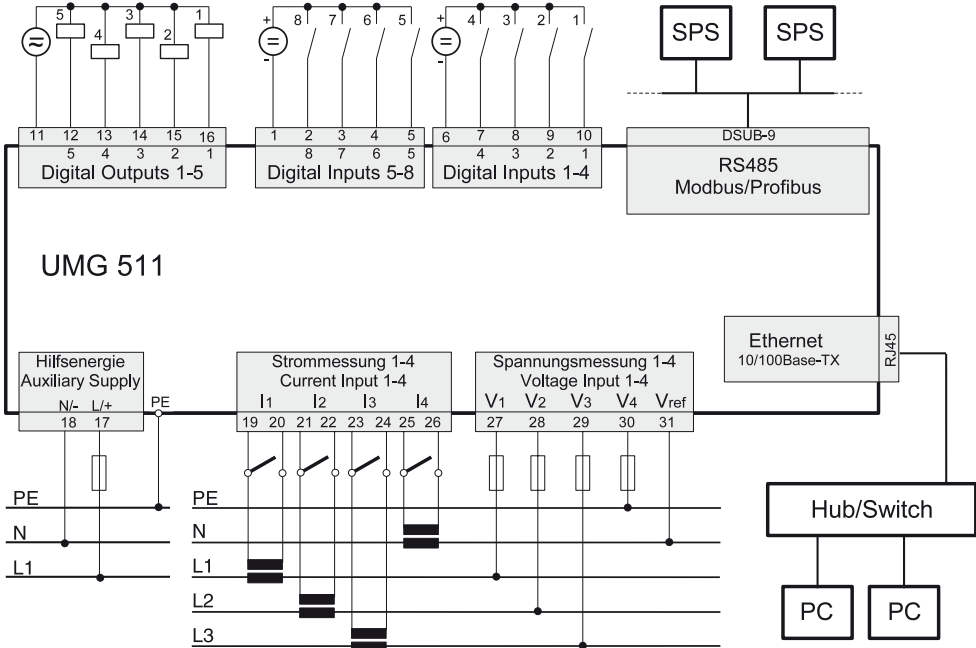 5 3 1
4 2
+ 8 7 6 5
-
+ 4 3 2 1
-
SPS SPS
11 12 13 14 15 16
5 4 3 2 1
Digital Outputs 1-5
1 2 3 4 5
8 7 6 5
Digital Inputs 5-8
6 7 8 9 10
4 3 2 1
Digital Inputs 1-4
DSUB-9
RS485
Modbus/Profibus
UMG 511
Ethernet
10/100Base-TX
RJ45
Hilfsenergie
Auxiliary Supply
N/- L/+ PE
18 17
Strommessung 1-4
Current Input 1-4
I1 I2 I3 I4
19 20 21 22 23 24 25 26
Spannungsmessung 1-4
Voltage Input 1-4
V1 V2 V3 V4 Vref
27 28 29 30 31
PE
N
L1
PE
N
L1
L2
L3
Hub/Switch
PC PC